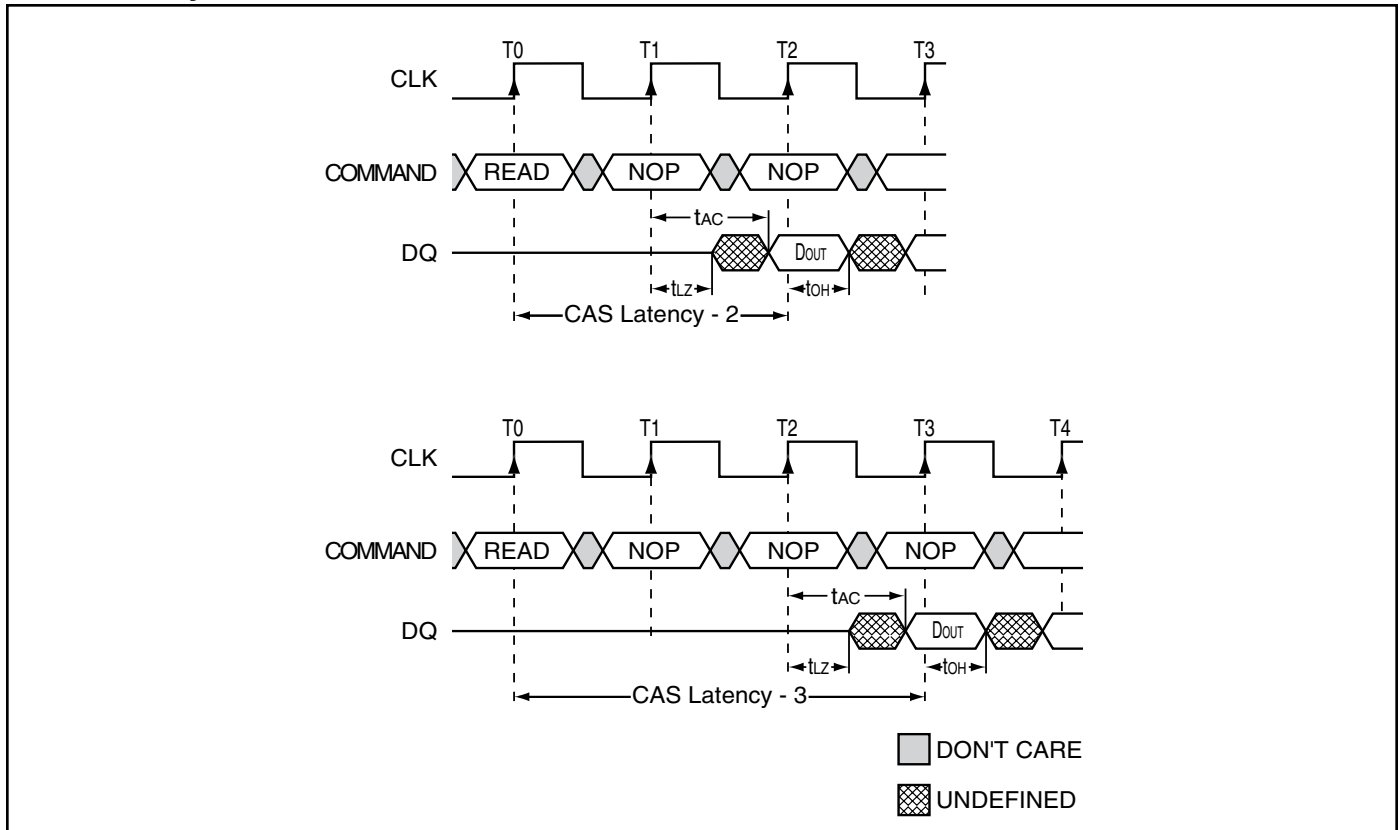 T0 T1 T2 T3
CLK
COMMAND READ NOP NOP
tAC
DQ DOUT
tLZ tOH
CAS Latency - 2
T0 T1 T2 T3 T4
CLK
COMMAND READ NOP NOP NOP
tAC
DQ DOUT
tLZ tOH
CAS Latency - 3
DON'T CARE
UNDEFINED